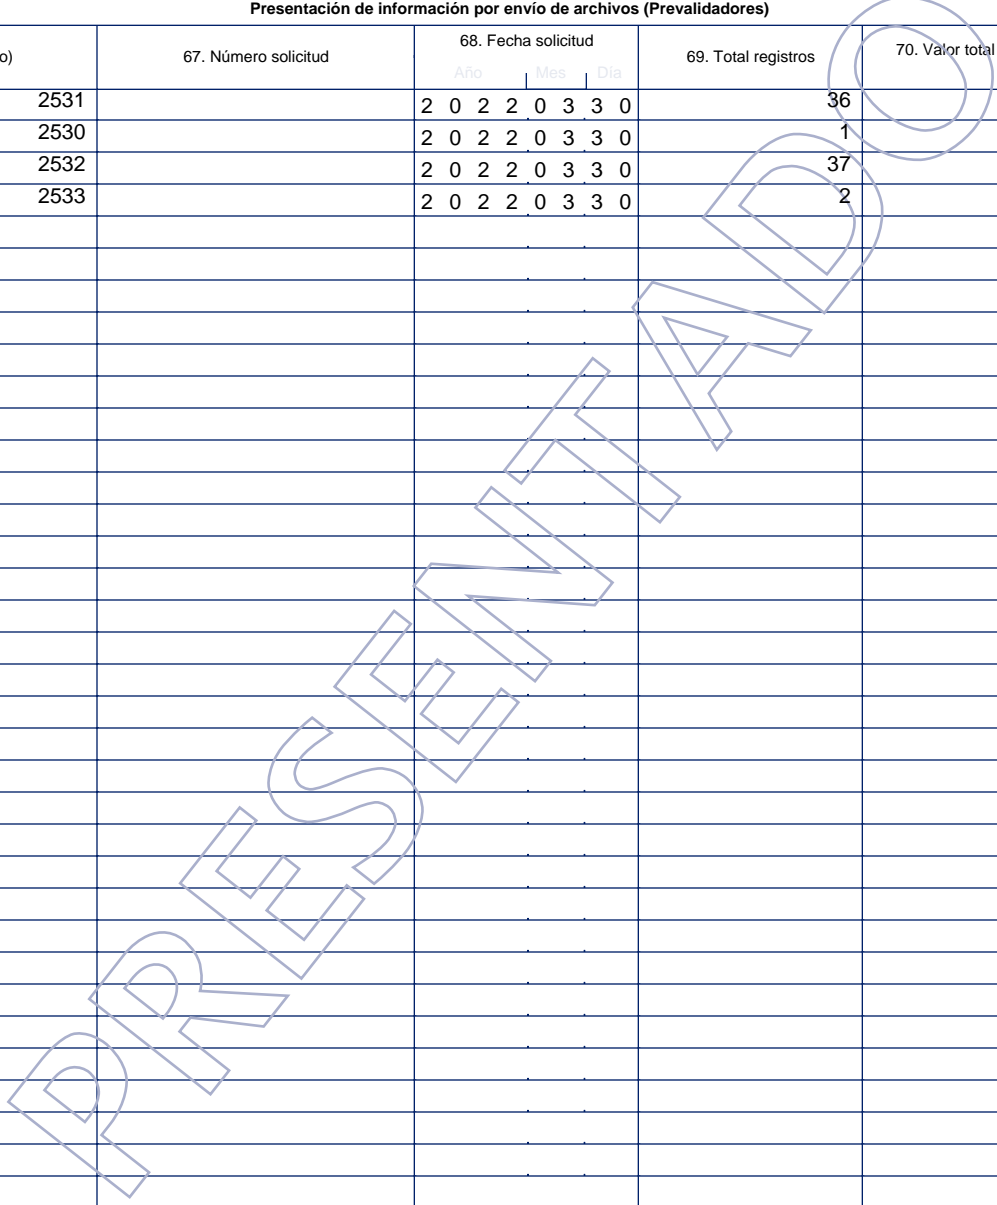 Presentación de información por envío de archivos (Prevalidadores)
o) 67. Número solicitud 68. Fecha solicitud 69. Total registros 70. Valor total
Año Mes Día
2531 2 0 2 2 0 3 3 0 36
2530 2 0 2 2 0 3 3 0 1
2532 2 0 2 2 0 3 3 0 37
2533 2 0 2 2 0 3 3 0 2
PRESENTADO